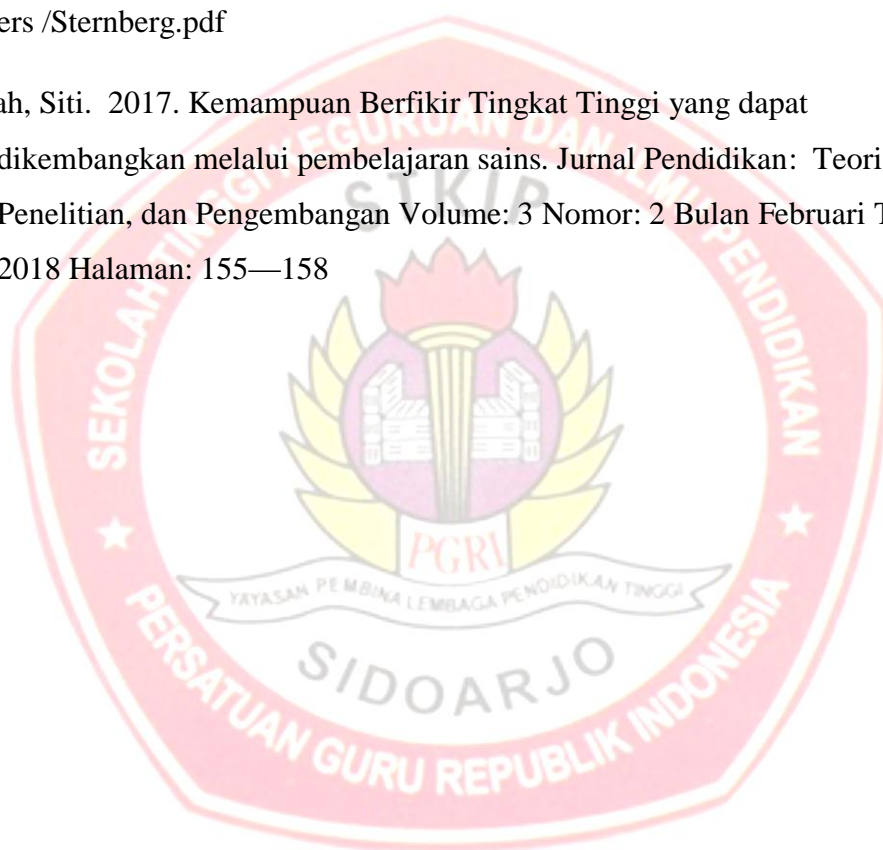 ers /Sternberg.pdf
ah, Siti. 2017. Kemampuan Berfikir Tingkat Tinggi yang dapat
dikembangkan melalui pembelajaran sains. Jurnal Pendidikan: Teori
Penelitian, dan Pengembangan Volume: 3 Nomor: 2 Bulan Februari T
2018 Halaman: 155—158
SEKOLAH TINGGI KEGURUAN DAN ILMU PENDIDIKAN
STKIP
PGRI
YAYASAN PEMBINA LEMBAGA PENDIDIKAN TINGGI
SIDOARJO
PERSATUAN GURU REPUBLIK INDONESIA